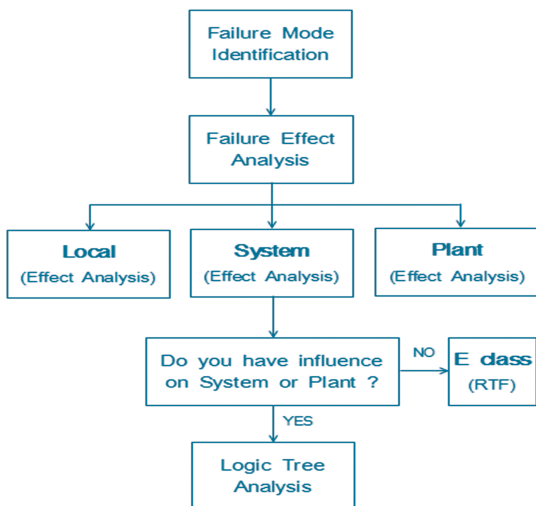 Failure Mode
Identification
Failure Effect
Analysis
Local
(Effect Analysis)
System
(Effect Analysis)
Plant
(Effect Analysis)
Do you have influence
on System or Plant ?
NO
E class
(RTF)
YES
Logic Tree
Analysis